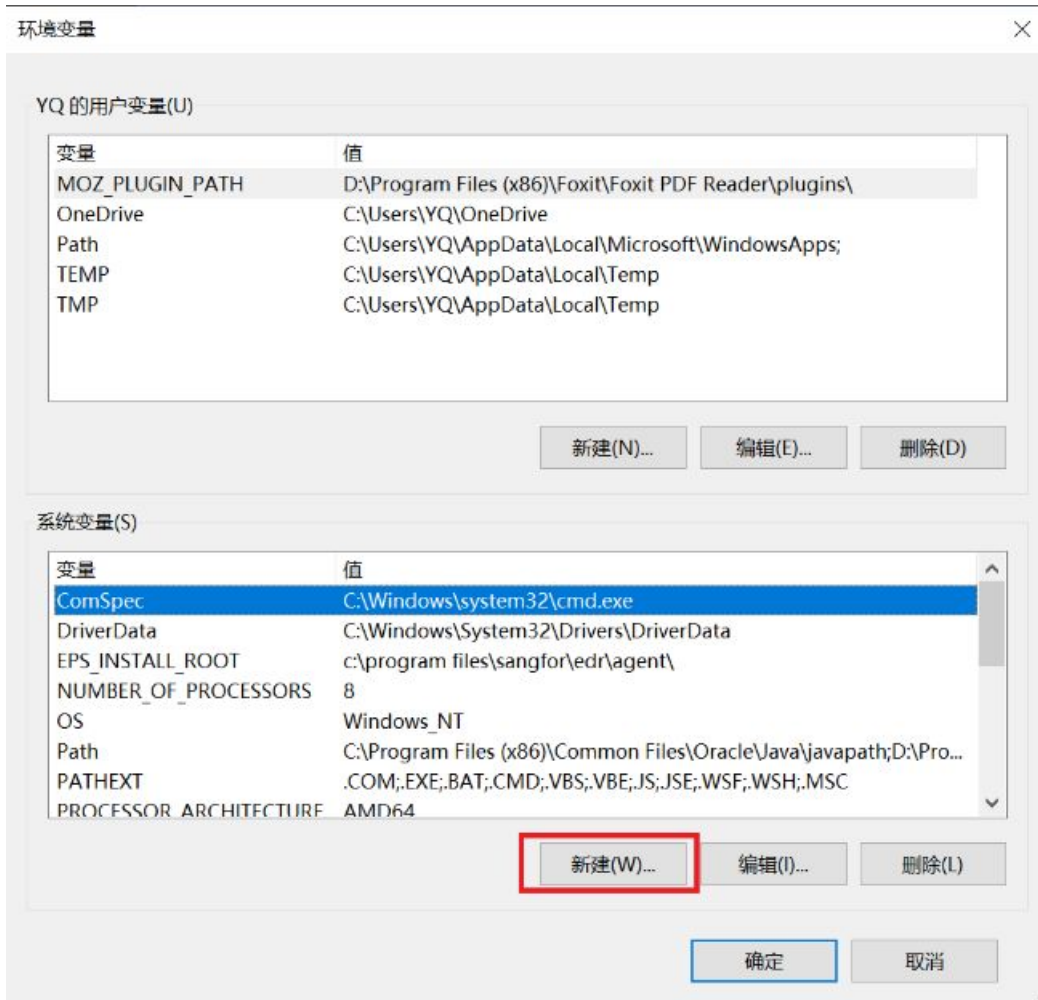 环境变量
YQ 的用户变量(U)
变量 值
MOZ_PLUGIN_PATH D:\Program Files (x86)\Foxit\Foxit PDF Reader\plugins\
OneDrive C:\Users\YQ\OneDrive
Path C:\Users\YQ\AppData\Local\Microsoft\WindowsApps;
TEMP C:\Users\YQ\AppData\Local\Temp
TMP C:\Users\YQ\AppData\Local\Temp
新建(N)... 编辑(E)... 删除(D)
系统变量(S)
变量 值
ComSpec C:\Windows\system32\cmd.exe
DriverData C:\Windows\System32\Drivers\DriverData
EPS_INSTALL_ROOT c:\program files\sangfor\edr\agent\
NUMBER_OF_PROCESSORS 8
OS Windows_NT
Path C:\Program Files (x86)\Common Files\Oracle\Java\javapath;D:\Pro...
PATHEXT .COM;.EXE;.BAT;.CMD;.VBS;.VBE;.JS;.JSE;.WSF;.WSH;.MSC
PROCESSOR_ARCHITECTURE AMD64
新建(W)... 编辑(I)... 删除(L)
确定 取消